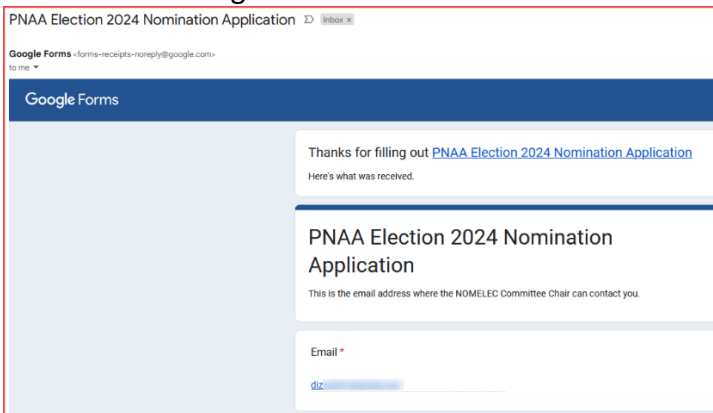 PNAA Election 2024 Nomination Application Inbox x
Google Forms <forms-receipts-noreply@google.com>
to me
Google Forms
Thanks for filling out PNAA Election 2024 Nomination Application
Here's what was received.
PNAA Election 2024 Nomination
Application
This is the email address where the NOMELEC Committee Chair can contact you.
Email *
diz